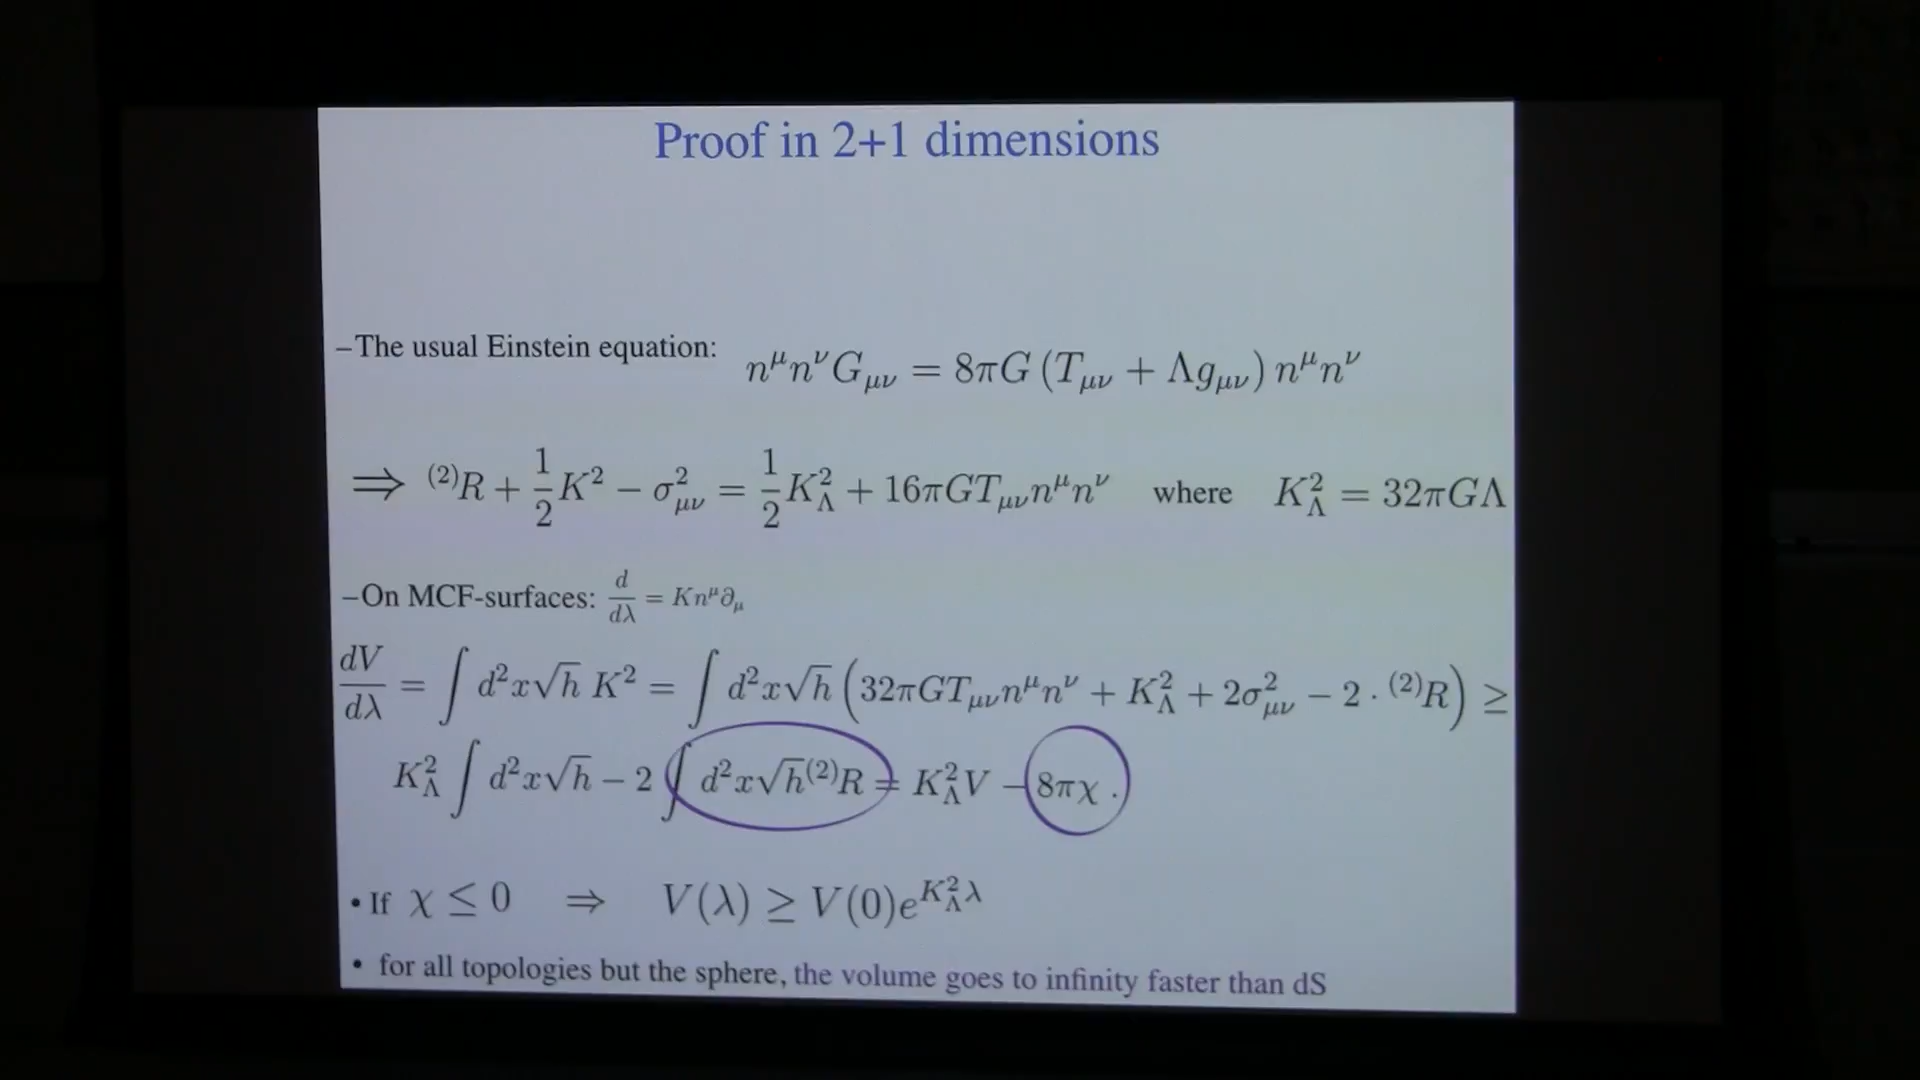 Proof in 2+1 dimensions
–The usual Einstein equation: $n^\mu n^\nu G_{\mu\nu} = 8\pi G \left( T_{\mu\nu} + \Lambda g_{\mu\nu} \right) n^\mu n^\nu$
$\Longrightarrow {}^{(2)}R + \frac{1}{2}K^2 - \sigma^2_{\mu\nu} = \frac{1}{2}K^2_\Lambda + 16\pi G T_{\mu\nu} n^\mu n^\nu$ where $K^2_\Lambda = 32\pi G\Lambda$
–On MCF-surfaces: $\frac{d}{d\lambda} = K n^\mu \partial_\mu$
$\frac{dV}{d\lambda} = \int d^2x \sqrt{h}\, K^2 = \int d^2x \sqrt{h} \left( 32\pi G T_{\mu\nu} n^\mu n^\nu + K^2_\Lambda + 2\sigma^2_{\mu\nu} - 2 \cdot {}^{(2)}R \right) \geq$
$K^2_\Lambda \int d^2x \sqrt{h} - 2 \int d^2x \sqrt{h} {}^{(2)}R = K^2_\Lambda V - 8\pi\chi \,.$
• If $\chi \leq 0$ $\Rightarrow$ $V(\lambda) \geq V(0) e^{K^2_\Lambda \lambda}$
• for all topologies but the sphere, the volume goes to infinity faster than dS